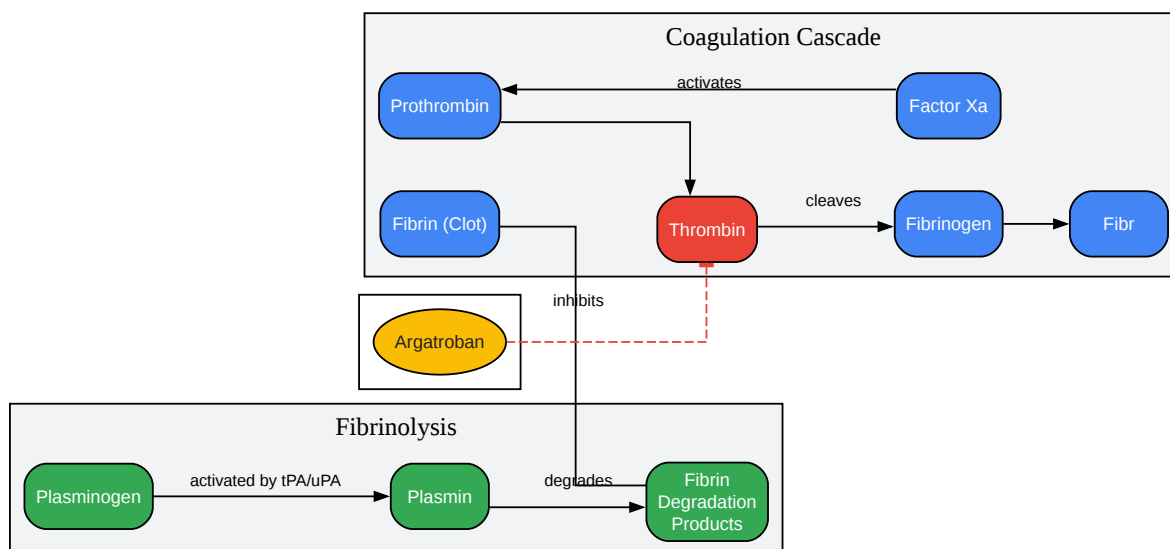 Coagulation Cascade
activates
Prothrombin
Factor Xa
cleaves
Fibrin (Clot)
Thrombin
Fibrinogen
Fibr
inhibits
Argatroban
Fibrinolysis
activated by tPA/uPA
degrades
Plasminogen
Plasmin
Fibrin
Degradation
Products